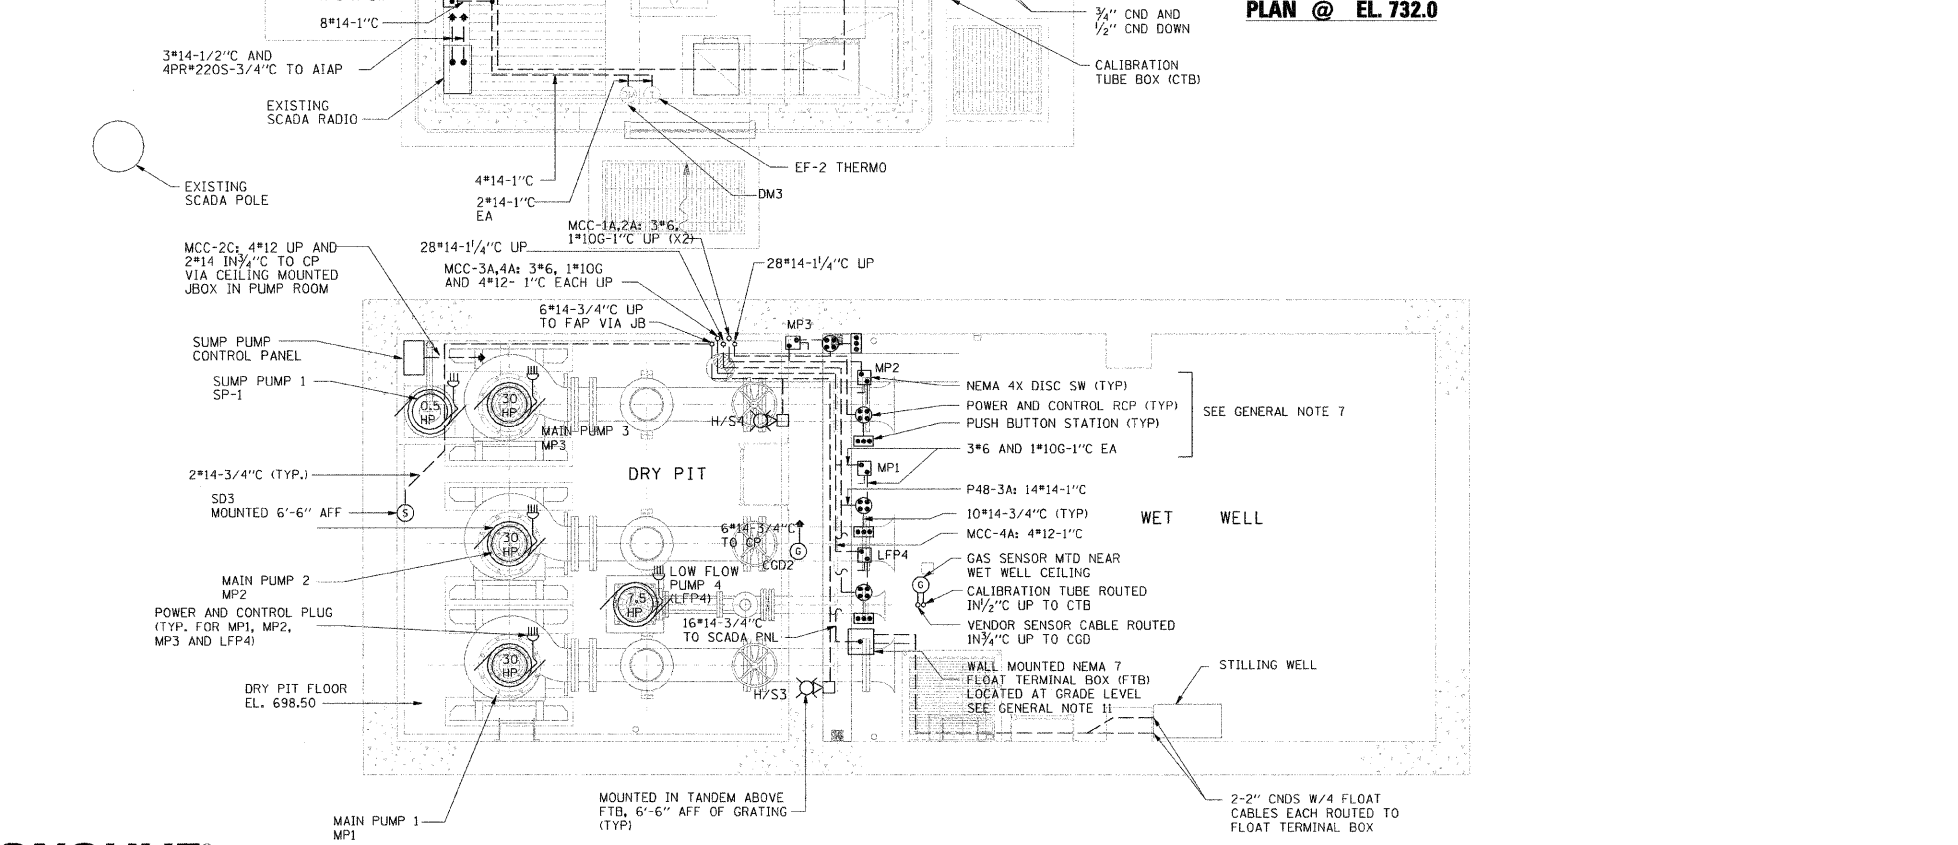 8#14-1"C
3#14-1/2"C AND
4PR#22OS-3/4"C TO AIAP
EXISTING
SCADA RADIO
EXISTING
SCADA POLE
3/4" CND AND
1/2" CND DOWN
PLAN @ EL. 732.0
CALIBRATION
TUBE BOX (CTB)
EF-2 THERMO
DM3
4#14-1"C
2#14-1"C
EA
MCC-1A,2A: 3#6,
1#10G-1"C UP (X2)
28#14-1 1/4"C UP
MCC-3A,4A: 3#6, 1#10G
AND 4#12- 1"C EACH UP
6#14-3/4"C UP
TO FAP VIA JB
28#14-1 1/4"C UP
MCC-2C: 4#12 UP AND
2#14 IN 3/4"C TO CP
VIA CEILING MOUNTED
JBOX IN PUMP ROOM
SUMP PUMP
CONTROL PANEL
SUMP PUMP 1
SP-1
0.5
HP
30
HP
MAIN PUMP 3
MP3
H/S4
MP3
MP2
NEMA 4X DISC SW (TYP)
POWER AND CONTROL RCP (TYP)
PUSH BUTTON STATION (TYP)
SEE GENERAL NOTE 7
3#6 AND 1#10G-1"C EA
MP1
DRY PIT
2#14-3/4"C (TYP.)
SD3
MOUNTED 6'-6" AFF
S
P48-3A: 14#14-1"C
10#14-3/4"C (TYP)
MCC-4A: 4#12-1"C
WET WELL
30
HP
6#14-3/4"C
TO CP
G
CGD2
LFP4
GAS SENSOR MTD NEAR
WET WELL CEILING
G
CALIBRATION TUBE ROUTED
IN 1/2"C UP TO CTB
VENDOR SENSOR CABLE ROUTED
IN 3/4"C UP TO CGD
MAIN PUMP 2
MP2
LOW FLOW
PUMP 4
(LFP4)
7.5
HP
POWER AND CONTROL PLUG
(TYP. FOR MP1, MP2,
MP3 AND LFP4)
16#14-3/4"C
TO SCADA PNL
30
HP
H/S3
WALL MOUNTED NEMA 7
FLOAT TERMINAL BOX (FTB)
LOCATED AT GRADE LEVEL
SEE GENERAL NOTE 11
STILLING WELL
DRY PIT FLOOR
EL. 698.50
MOUNTED IN TANDEM ABOVE
FTB, 6'-6" AFF OF GRATING
(TYP)
MAIN PUMP 1
MP1
2-2" CNDS W/4 FLOAT
CABLES EACH ROUTED TO
FLOAT TERMINAL BOX